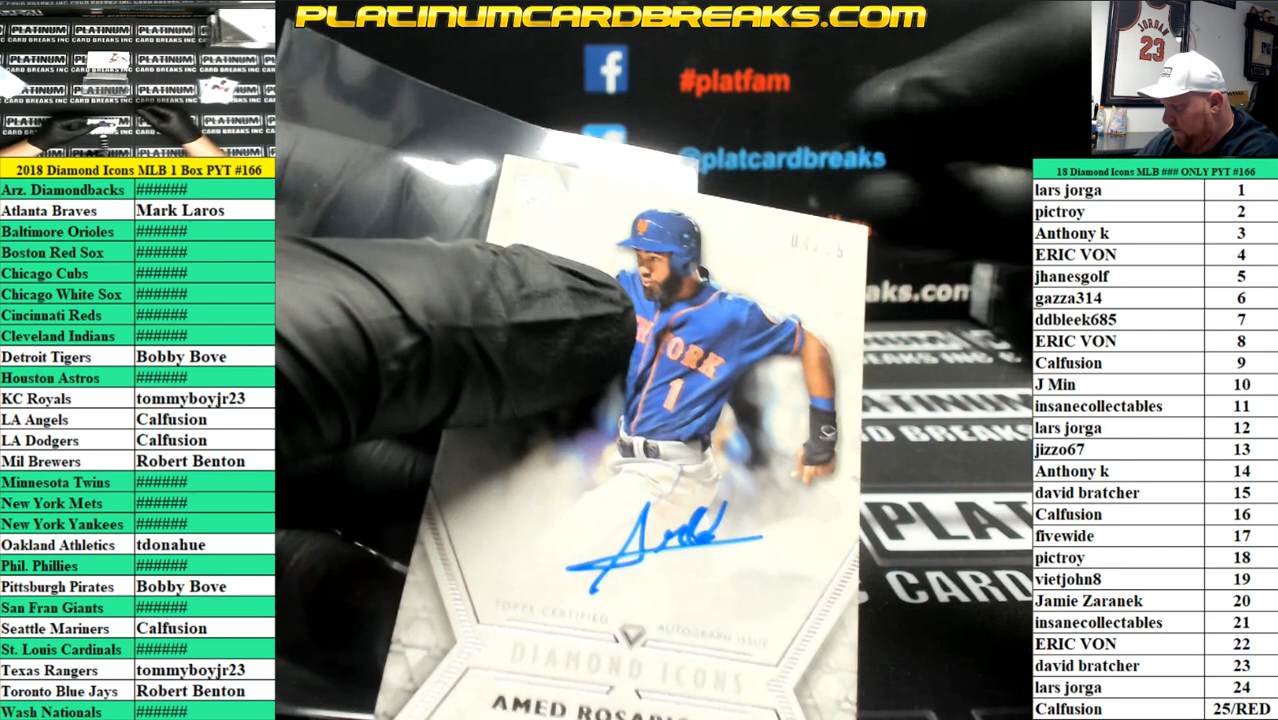 PLATINUMCARDBREAKS.COM
#platfam
@platcardbreaks
aks.com
PLATINUM
CARD BREAKS INC
JORDAN
23
2018 Diamond Icons MLB 1 Box PYT #166
Arz. Diamondbacks ######
Atlanta Braves Mark Laros
Baltimore Orioles ######
Boston Red Sox ######
Chicago Cubs ######
Chicago White Sox ######
Cincinnati Reds ######
Cleveland Indians ######
Detroit Tigers Bobby Bove
Houston Astros ######
KC Royals tommyboyjr23
LA Angels Calfusion
LA Dodgers Calfusion
Mil Brewers Robert Benton
Minnesota Twins ######
New York Mets ######
New York Yankees ######
Oakland Athletics tdonahue
Phil. Phillies ######
Pittsburgh Pirates Bobby Bove
San Fran Giants ######
Seattle Mariners Calfusion
St. Louis Cardinals ######
Texas Rangers tommyboyjr23
Toronto Blue Jays Robert Benton
Wash Nationals ######
YORK
1
TOPPS CERTIFIED
AUTOGRAPH ISSUE
DIAMOND ICONS
AMED ROSARIO
18 Diamond Icons MLB ### ONLY PYT #166
lars jorga 1
pictroy 2
Anthony k 3
ERIC VON 4
jhanesgolf 5
gazza314 6
ddbleek685 7
ERIC VON 8
Calfusion 9
J Min 10
insanecollectables 11
lars jorga 12
jizzo67 13
Anthony k 14
david bratcher 15
Calfusion 16
fivewide 17
pictroy 18
vietjohn8 19
Jamie Zaranek 20
insanecollectables 21
ERIC VON 22
david bratcher 23
lars jorga 24
Calfusion 25/RED